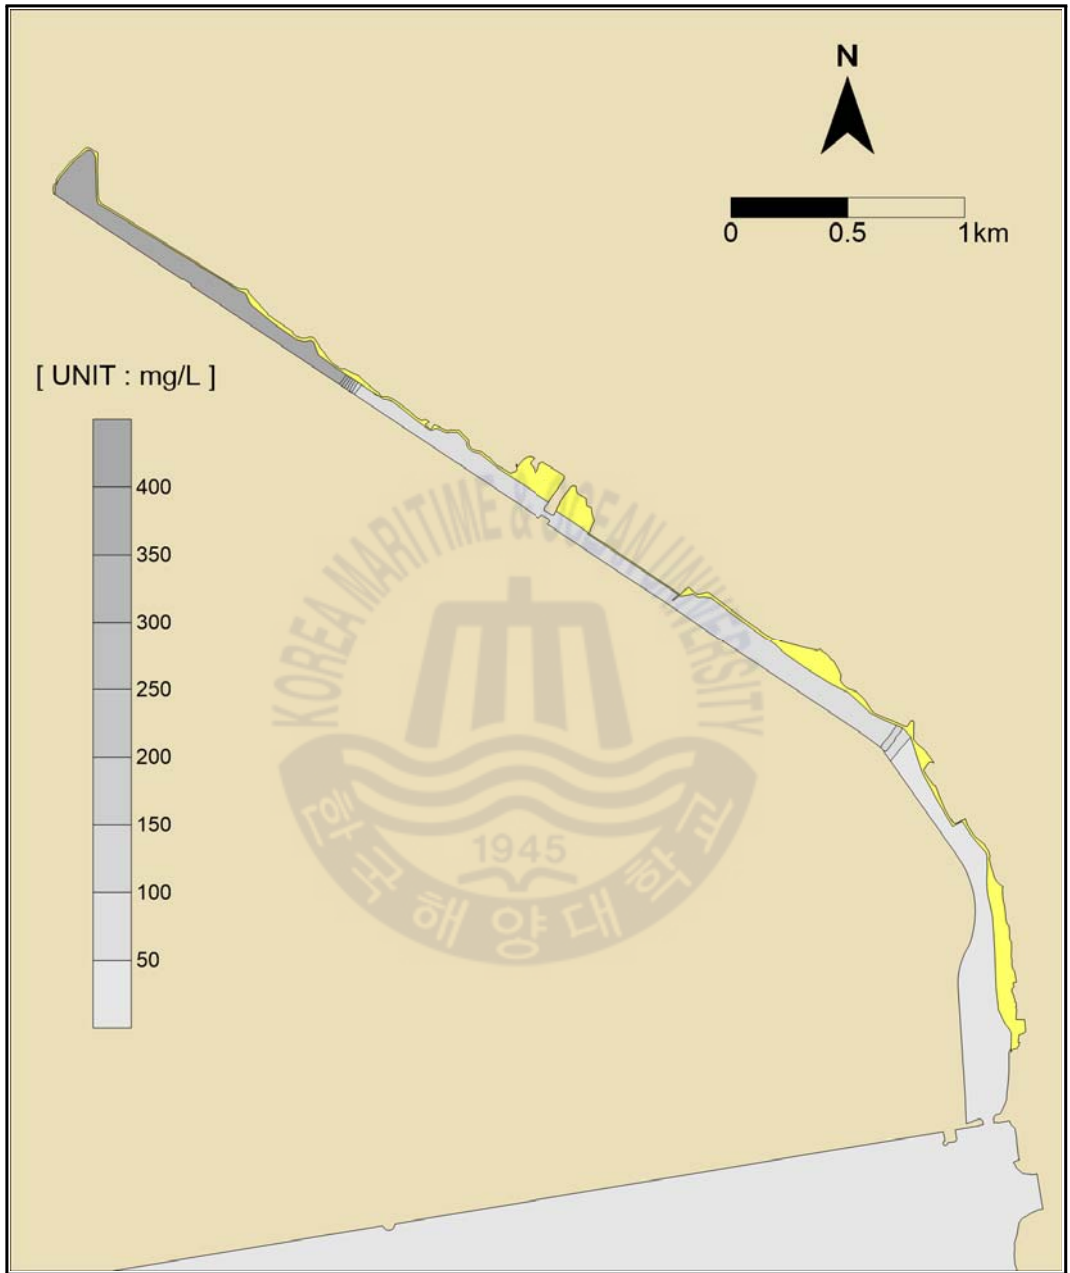 N
0
0.5
1km
[ UNIT : mg/L ]
400
350
300
250
200
150
100
50
KOREA MARITIME & OCEAN UNIVERSITY
1945
한국해양대학교